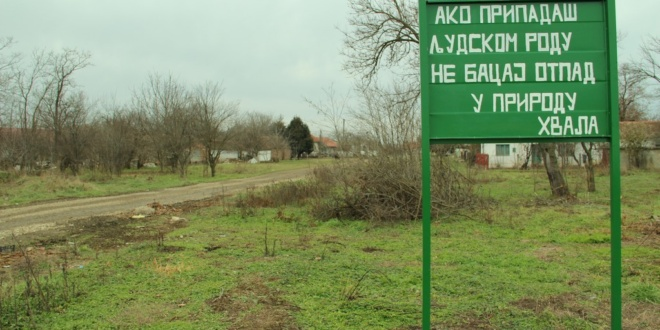 АКО ПРИПАДАШ
ЉУДСКОМ РОДУ
НЕ БАЦАЈ ОТПАД
У ПРИРОДУ
ХВАЛА